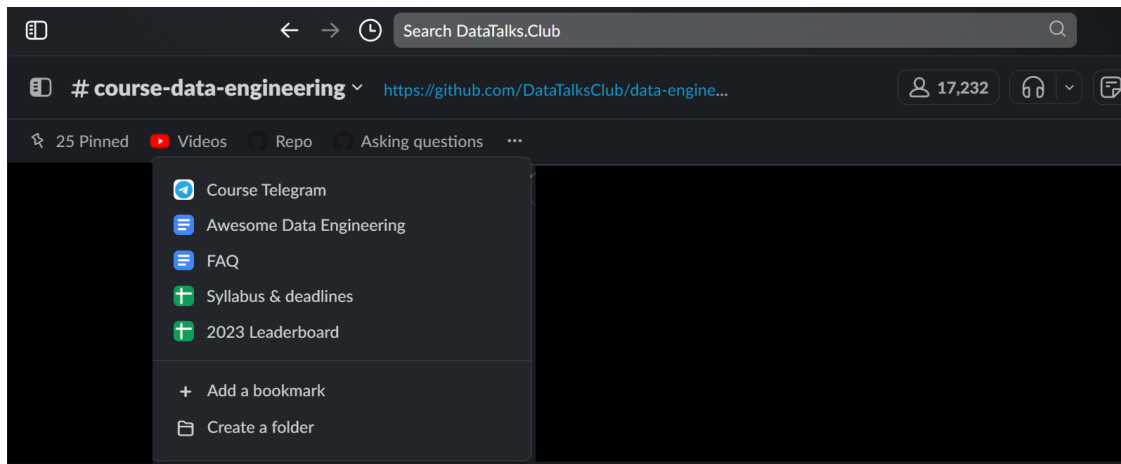 Search DataTalks.Club
# course-data-engineering https://github.com/DataTalksClub/data-engine... 17,232
25 Pinned Videos Repo Asking questions ...
Course Telegram
Awesome Data Engineering
FAQ
Syllabus & deadlines
2023 Leaderboard
+ Add a bookmark
Create a folder